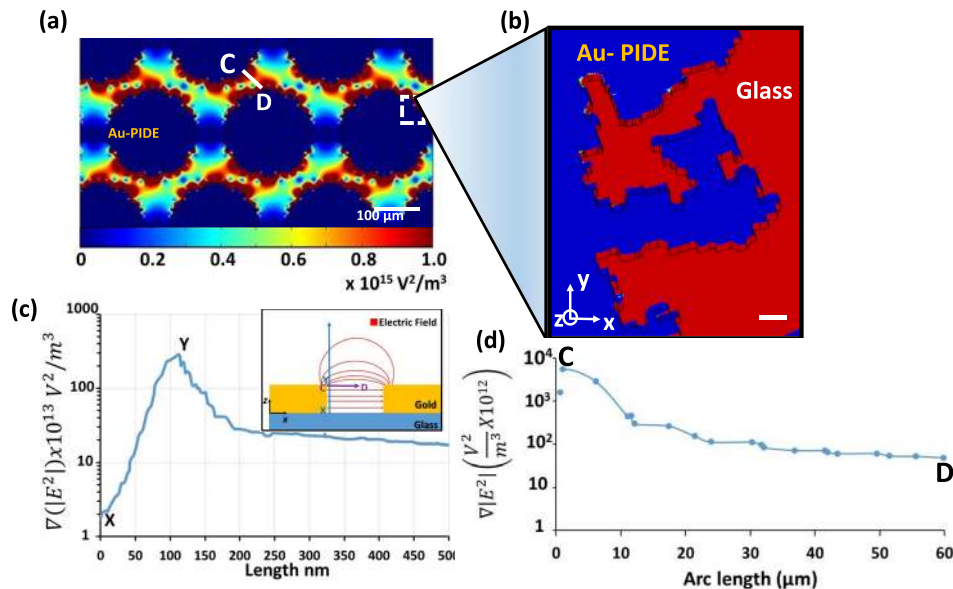 (a)
C
D
Au-PIDE
100 µm
0 0.2 0.4 0.6 0.8 1.0
x 10¹⁵ V²/m³
(b)
Au- PIDE
Glass
y
z x
(c)
1000
100
10
1
∇(|E²|)x10¹³ V²/m³
X
Y
Electric Field
Y
C D
X
z
x
Gold
Glass
0 50 100 150 200 250 300 350 400 450 500
Length nm
(d)
10⁴
10³
10²
10
1
∇|E²| (V²/m³ X10¹²)
C
D
0 10 20 30 40 50 60
Arc length (µm)